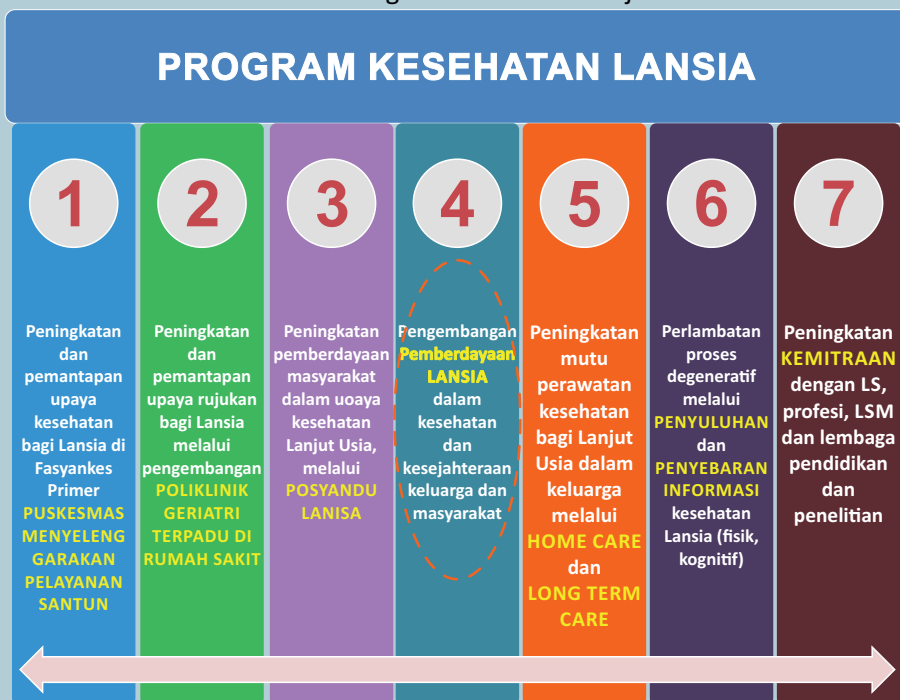 PROGRAM KESEHATAN LANSIA
1
Peningkatan
dan
pemantapan
upaya
kesehatan
bagi Lansia di
Fasyankes
Primer
PUSKESMAS
MENYELENG
GARAKAN
PELAYANAN
SANTUN
2
Peningkatan
dan
pemantapan
upaya rujukan
bagi Lansia
melalui
pengembangan
POLIKLINIK
GERIATRI
TERPADU DI
RUMAH SAKIT
3
Peningkatan
pemberdayaan
masyarakat
dalam uoaya
kesehatan
Lanjut Usia,
melalui
POSYANDU
LANISA
4
Pengembangan
Pemberdayaan
LANSIA
dalam
kesehatan
dan
kesejahteraan
keluarga dan
masyarakat
5
Peningkatan
mutu
perawatan
kesehatan
bagi Lanjut
Usia dalam
keluarga
melalui
HOME CARE
dan
LONG TERM
CARE
6
Perlambatan
proses
degeneratif
melalui
PENYULUHAN
dan
PENYEBARAN
INFORMASI
kesehatan
Lansia (fisik,
kognitif)
7
Peningkatan
KEMITRAAN
dengan LS,
profesi, LSM
dan lembaga
pendidikan
dan
penelitian